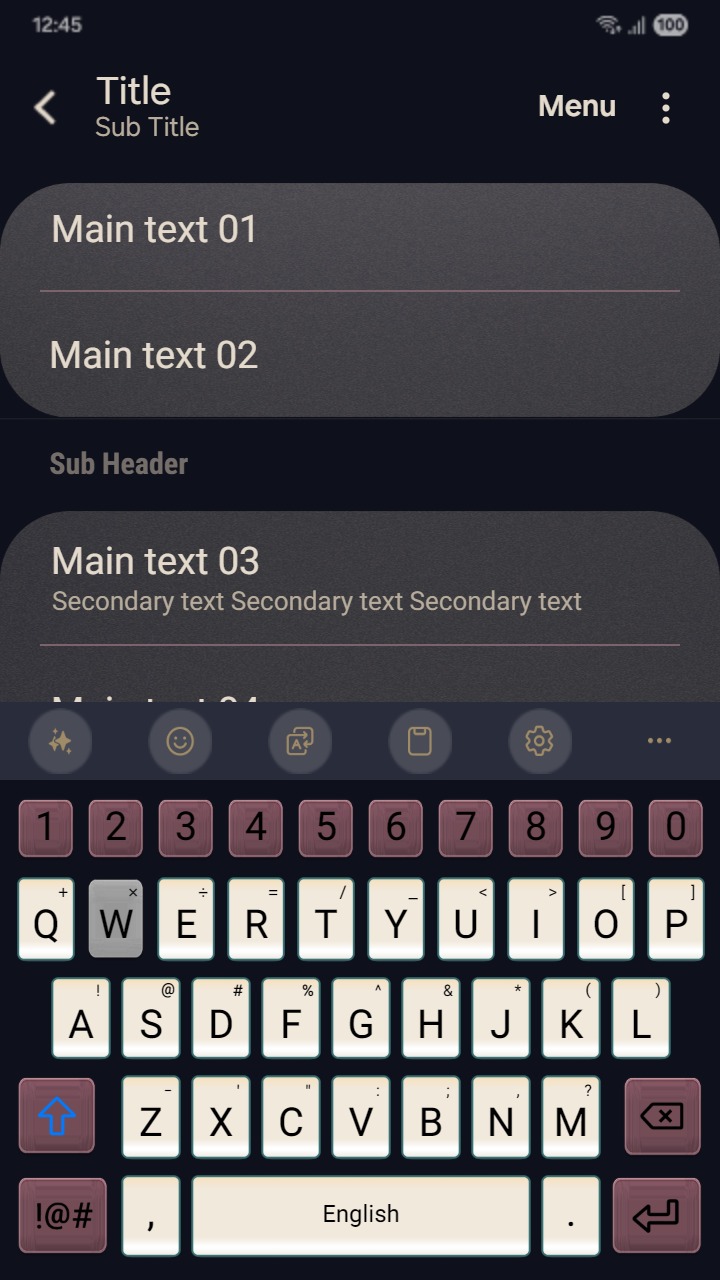 12:45 100
Title
Sub Title
Menu
Main text 01
Main text 02
Sub Header
Main text 03
Secondary text Secondary text Secondary text
A
1 2 3 4 5 6 7 8 9 0
+ × ÷ = / _ < > [ ]
Q W E R T Y U I O P
! @ # % ^ & * ( )
A S D F G H J K L
- ' " : ; , ?
Z X C V B N M
!@# , English .